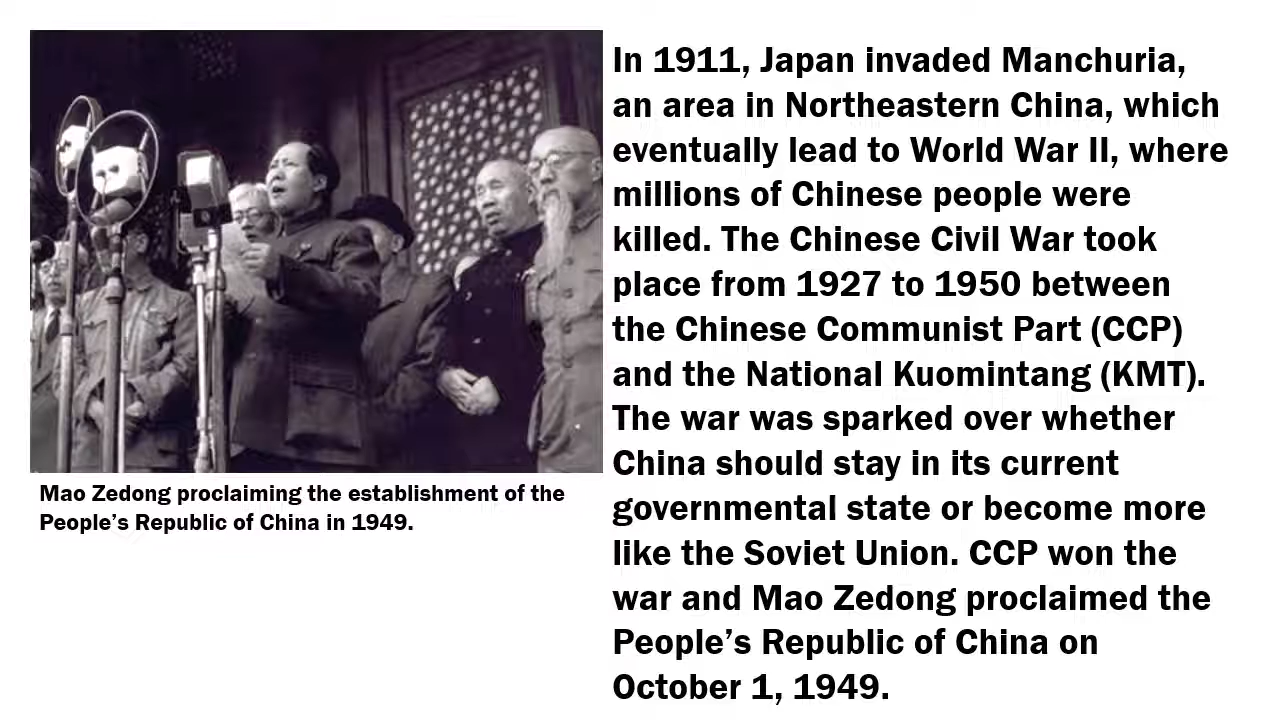 In 1911, Japan invaded Manchuria,
an area in Northeastern China, which
eventually lead to World War II, where
millions of Chinese people were
killed. The Chinese Civil War took
place from 1927 to 1950 between
the Chinese Communist Part (CCP)
and the National Kuomintang (KMT).
The war was sparked over whether
China should stay in its current
governmental state or become more
like the Soviet Union. CCP won the
war and Mao Zedong proclaimed the
People’s Republic of China on
October 1, 1949.
Mao Zedong proclaiming the establishment of the
People’s Republic of China in 1949.